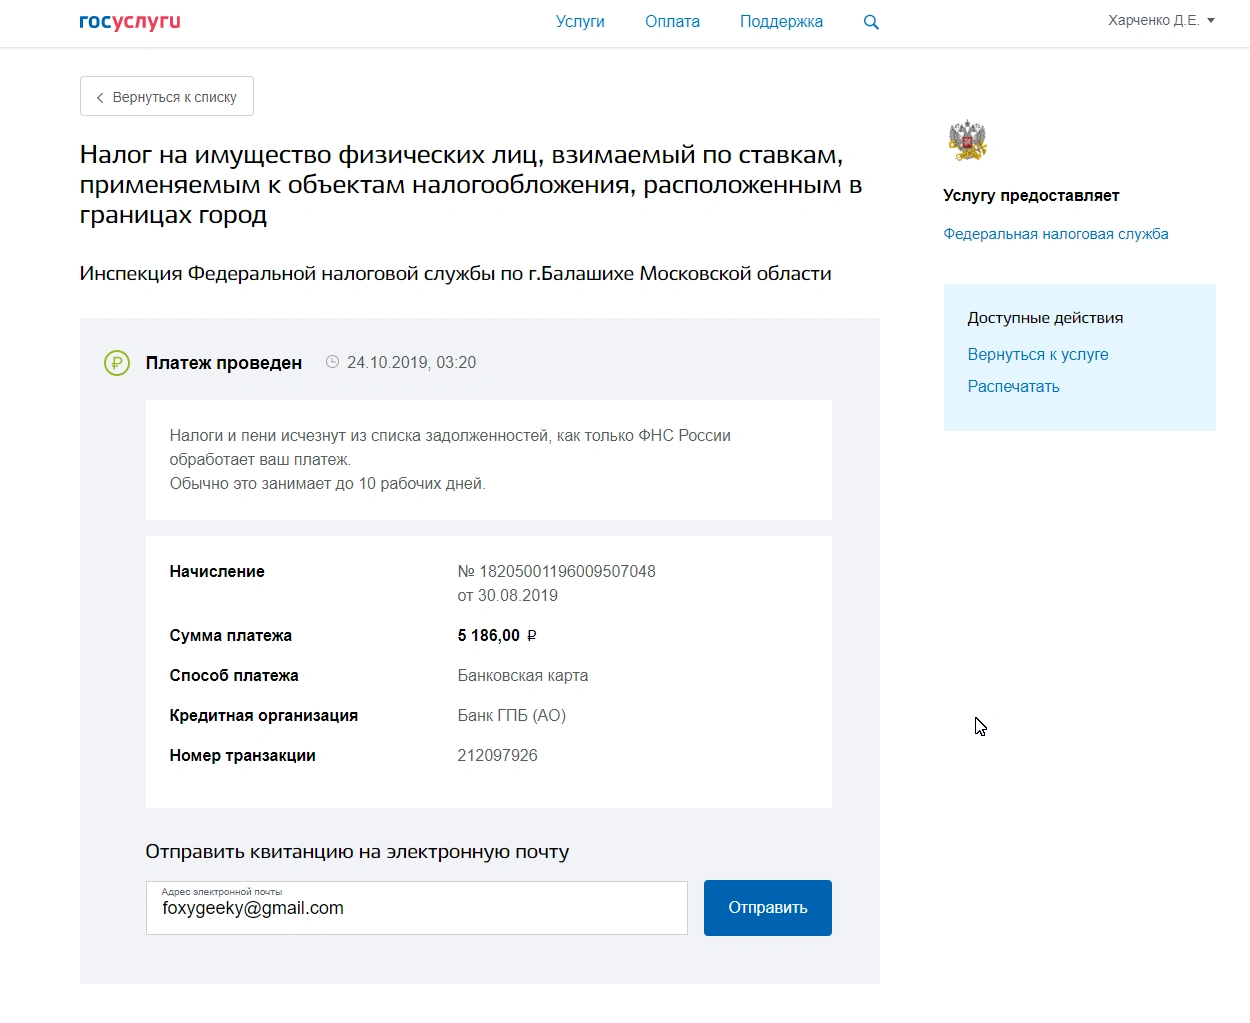 госуслуги
Услуги
Оплата
Поддержка
Харченко Д.Е.
Вернуться к списку
Налог на имущество физических лиц, взимаемый по ставкам,
применяемым к объектам налогообложения, расположенным в
границах город
Инспекция Федеральной налоговой службы по г.Балашихе Московской области
Платеж проведен
24.10.2019, 03:20
Налоги и пени исчезнут из списка задолженностей, как только ФНС России
обработает ваш платеж.
Обычно это занимает до 10 рабочих дней.
Начисление
№ 18205001196009507048
от 30.08.2019
Сумма платежа
5 186,00 ₽
Способ платежа
Банковская карта
Кредитная организация
Банк ГПБ (АО)
Номер транзакции
212097926
Отправить квитанцию на электронную почту
Адрес электронной почты
foxygeeky@gmail.com
Отправить
Услугу предоставляет
Федеральная налоговая служба
Доступные действия
Вернуться к услуге
Распечатать